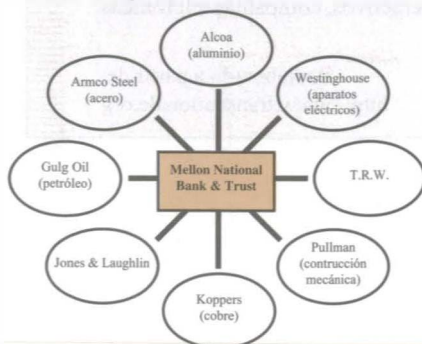 Alcoa
(aluminio)
Armco Steel
(acero)
Westinghouse
(aparatos
eléctricos)
Gulg Oil
(petróleo)
Mellon National
Bank & Trust
T.R.W.
Jones & Laughlin
Pullman
(contrucción
mecánica)
Koppers
(cobre)